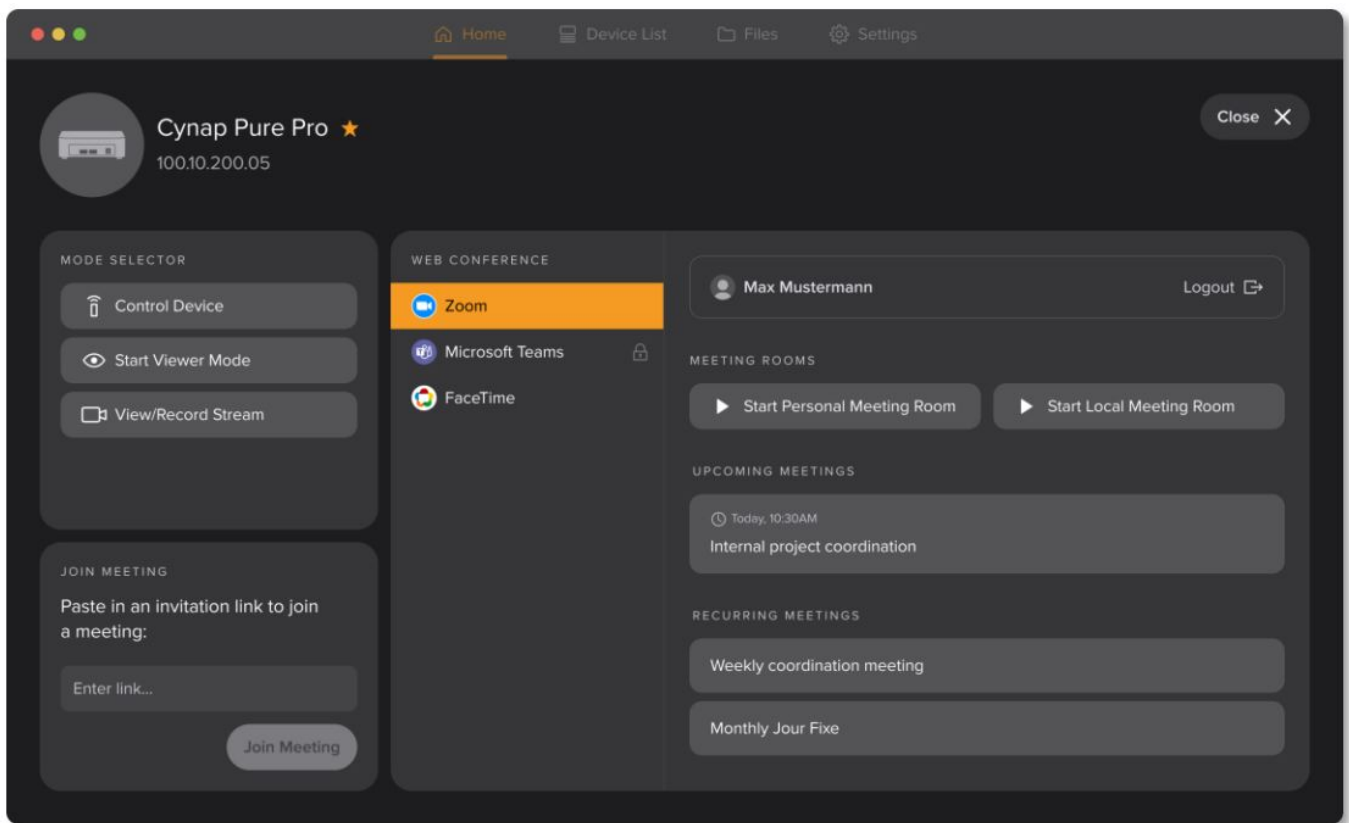 Home
Device List
Files
Settings
Cynap Pure Pro
100.10.200.05
Close
MODE SELECTOR
Control Device
Start Viewer Mode
View/Record Stream
JOIN MEETING
Paste in an invitation link to join
a meeting:
Enter link...
Join Meeting
WEB CONFERENCE
Zoom
Microsoft Teams
FaceTime
Max Mustermann
Logout
MEETING ROOMS
Start Personal Meeting Room
Start Local Meeting Room
UPCOMING MEETINGS
Today, 10:30AM
Internal project coordination
RECURRING MEETINGS
Weekly coordination meeting
Monthly Jour Fixe